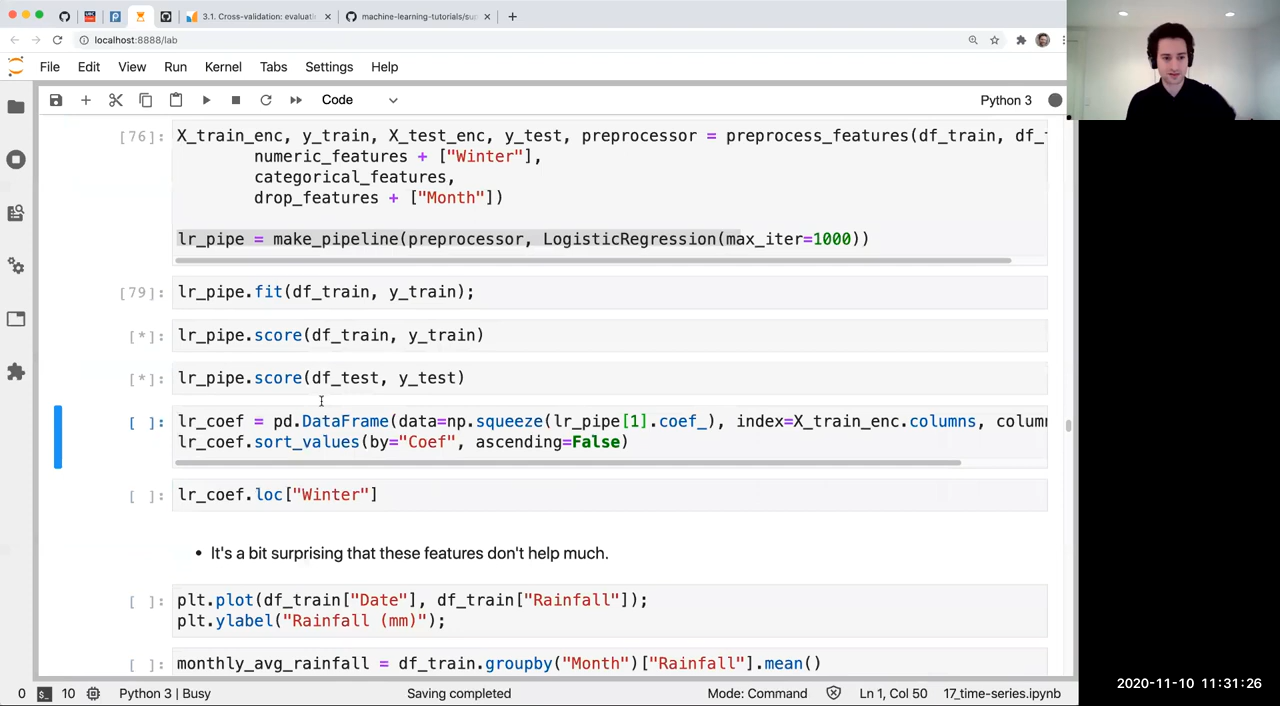 3.1. Cross-validation: evaluati
machine-learning-tutorials/su
localhost:8888/lab
File Edit View Run Kernel Tabs Settings Help
Code
Python 3
[76]:
X_train_enc, y_train, X_test_enc, y_test, preprocessor = preprocess_features(df_train, df_
numeric_features + ["Winter"],
categorical_features,
drop_features + ["Month"])
lr_pipe = make_pipeline(preprocessor, LogisticRegression(max_iter=1000))
[79]: lr_pipe.fit(df_train, y_train);
[*]: lr_pipe.score(df_train, y_train)
[*]: lr_pipe.score(df_test, y_test)
[ ]: lr_coef = pd.DataFrame(data=np.squeeze(lr_pipe[1].coef_), index=X_train_enc.columns, colum
lr_coef.sort_values(by="Coef", ascending=False)
[ ]: lr_coef.loc["Winter"]
• It's a bit surprising that these features don't help much.
[ ]: plt.plot(df_train["Date"], df_train["Rainfall"]);
plt.ylabel("Rainfall (mm)");
[ ]: monthly_avg_rainfall = df_train.groupby("Month")["Rainfall"].mean()
0 10 Python 3 | Busy Saving completed Mode: Command Ln 1, Col 50 17_time-series.ipynb
2020-11-10 11:31:26